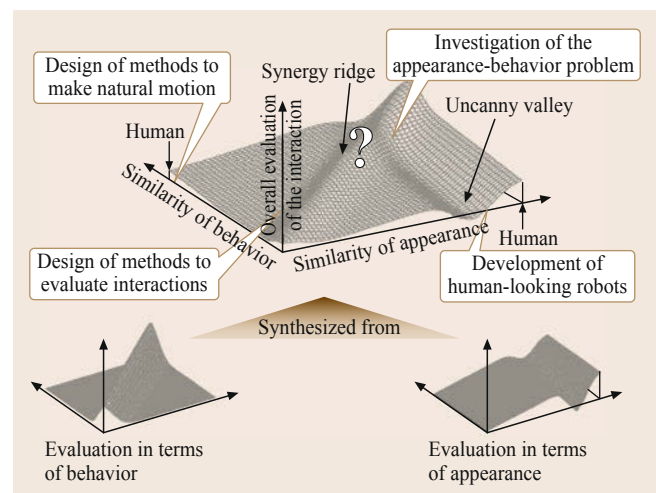 Investigation of the
appearance-behavior problem
Design of methods to
make natural motion
Synergy ridge
Uncanny valley
Human
?
Overall evaluation
of the interaction
Similarity of behavior
Similarity of appearance
Human
Design of methods to
evaluate interactions
Development of
human-looking robots
Synthesized from
Evaluation in terms
of behavior
Evaluation in terms
of appearance